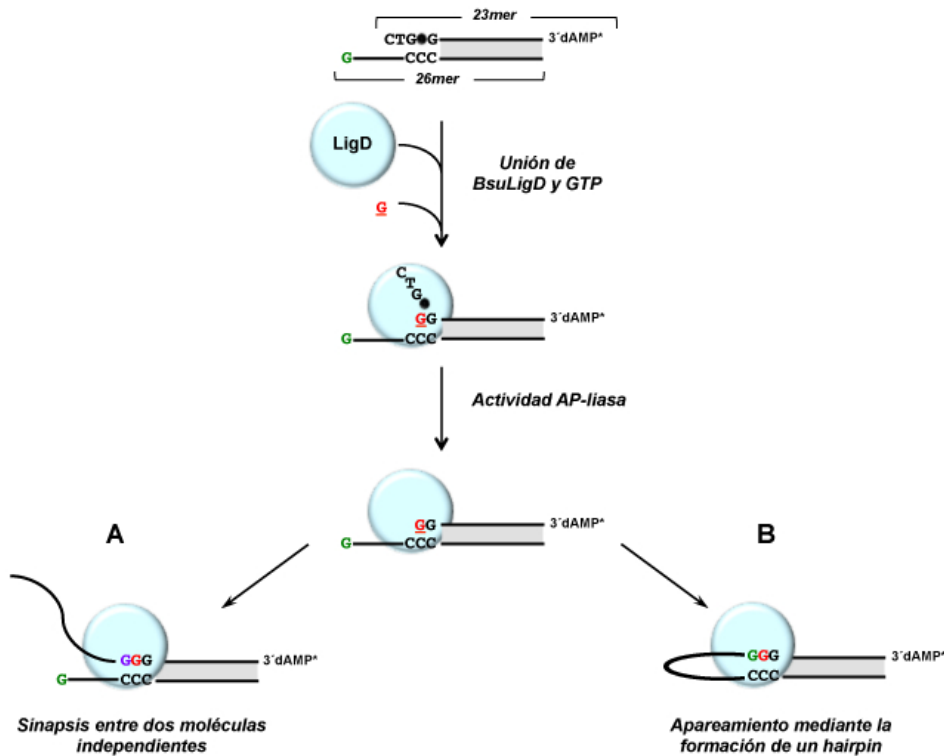 23mer
CTG●G 3´dAMP*
G CCC
26mer
LigD
Unión de
BsuLigD y GTP
G
C
T
G
GG 3´dAMP*
G CCC
Actividad AP-liasa
GG 3´dAMP*
G CCC
A
B
GGG 3´dAMP*
G CCC
GGG 3´dAMP*
CCC
Sinapsis entre dos moléculas
independientes
Apareamiento mediante la
formación de un hairpin